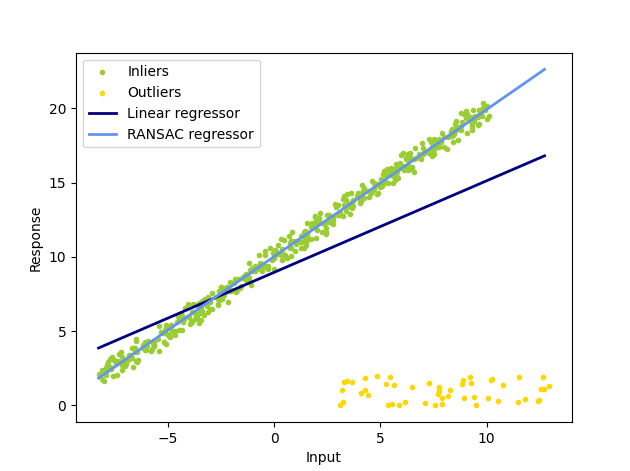 Inliers
Outliers
Linear regressor
RANSAC regressor
Response
20
15
10
5
0
−5
0
5
10
Input